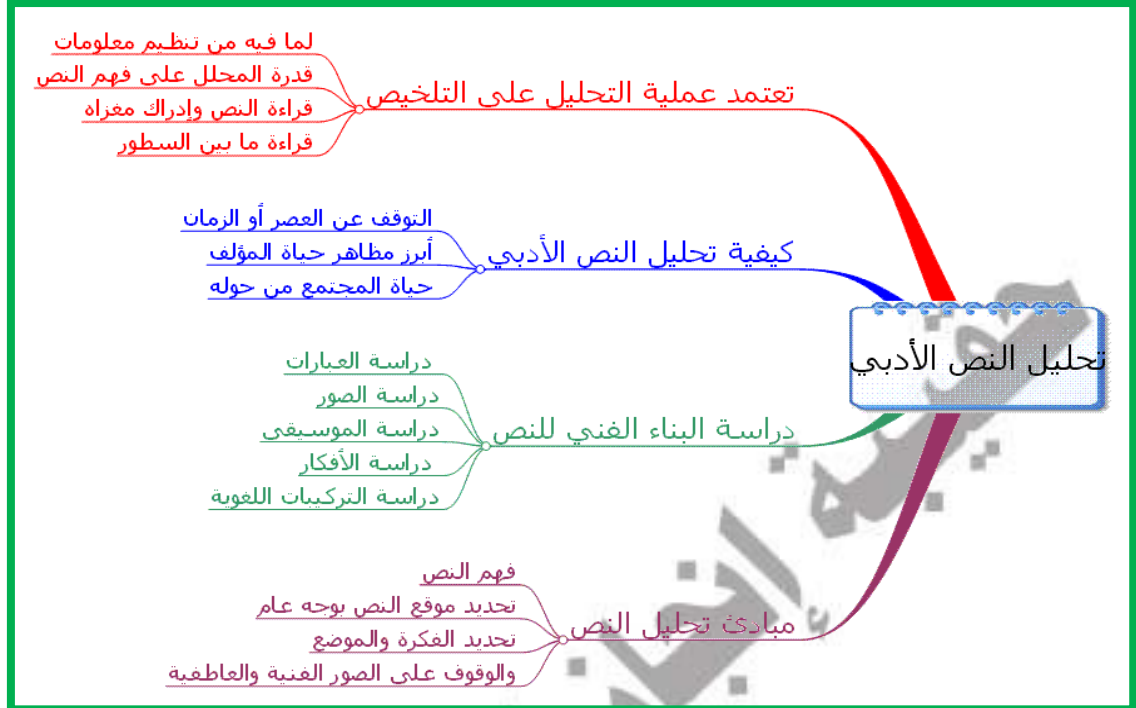 تحليل النص الأدبي
تعتمد عملية التحليل على التلخيص
لما فيه من تنظيم معلومات
قدرة المحلل على فهم النص
قراءة النص وإدراك مغزاه
قراءة ما بين السطور
كيفية تحليل النص الأدبي
التوقف عن العصر أو الزمان
أبرز مظاهر حياة المؤلف
حياة المجتمع من حوله
دراسة البناء الفني للنص
دراسة العبارات
دراسة الصور
دراسة الموسيقى
دراسة الأفكار
دراسة التركيبات اللغوية
مبادئ تحليل النص
فهم النص
تحديد موقع النص بوجه عام
تحديد الفكرة والموضع
والوقوف على الصور الفنية والعاطفية